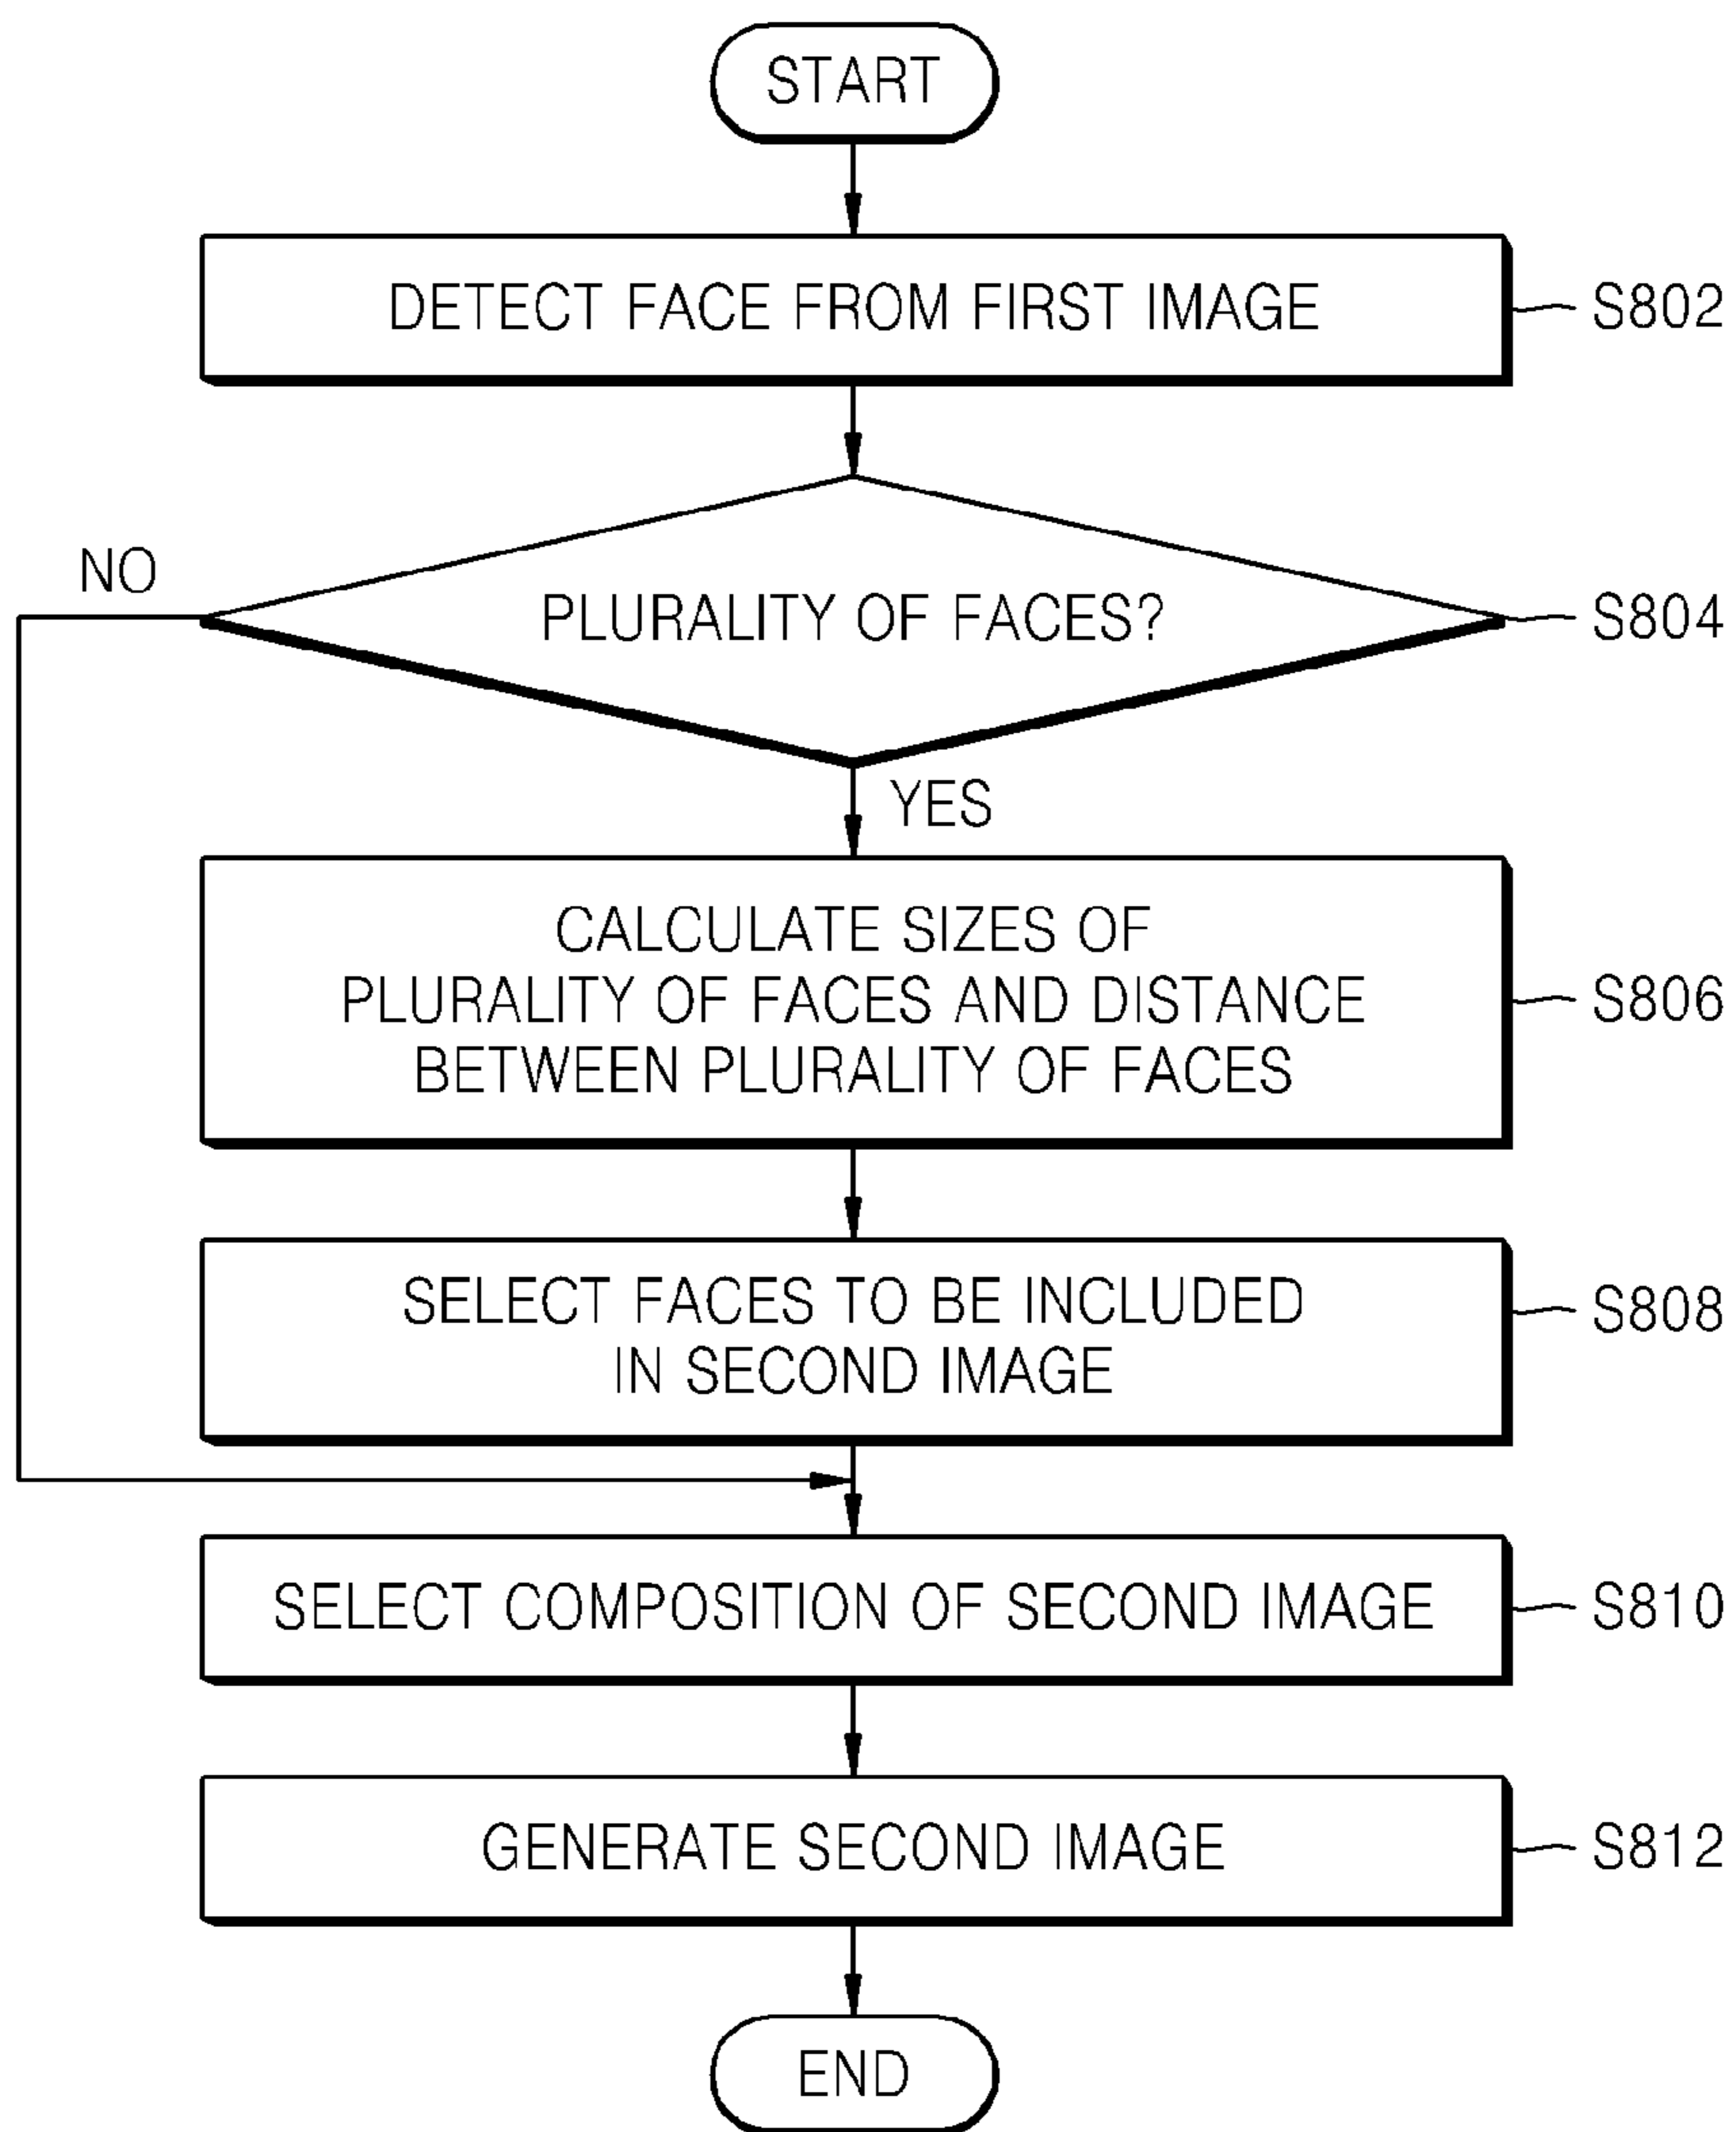 START
DETECT FACE FROM FIRST IMAGE
S802
NO
PLURALITY OF FACES?
S804
YES
CALCULATE SIZES OF
PLURALITY OF FACES AND DISTANCE
BETWEEN PLURALITY OF FACES
S806
SELECT FACES TO BE INCLUDED
IN SECOND IMAGE
S808
SELECT COMPOSITION OF SECOND IMAGE
S810
GENERATE SECOND IMAGE
S812
END